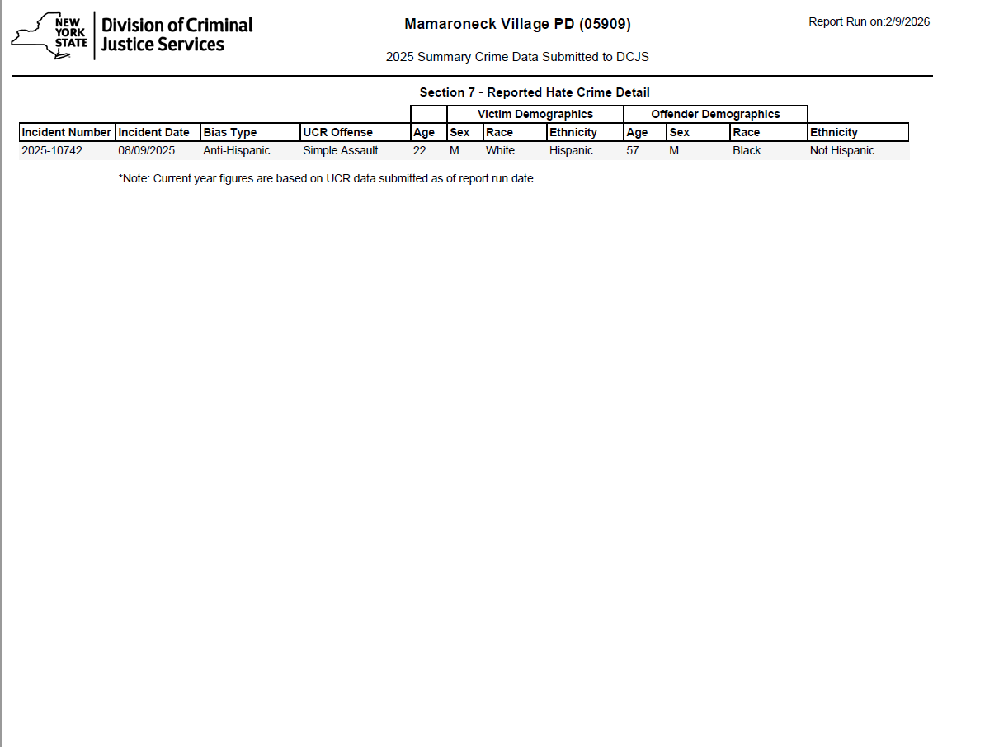 NEW
YORK
STATE
Division of Criminal
Justice Services
Mamaroneck Village PD (05909)
Report Run on:2/9/2026
2025 Summary Crime Data Submitted to DCJS
Section 7 - Reported Hate Crime Detail
Victim Demographics Offender Demographics
Incident Number Incident Date Bias Type UCR Offense Age Sex Race Ethnicity Age Sex Race Ethnicity
2025-10742 08/09/2025 Anti-Hispanic Simple Assault 22 M White Hispanic 57 M Black Not Hispanic
*Note: Current year figures are based on UCR data submitted as of report run date